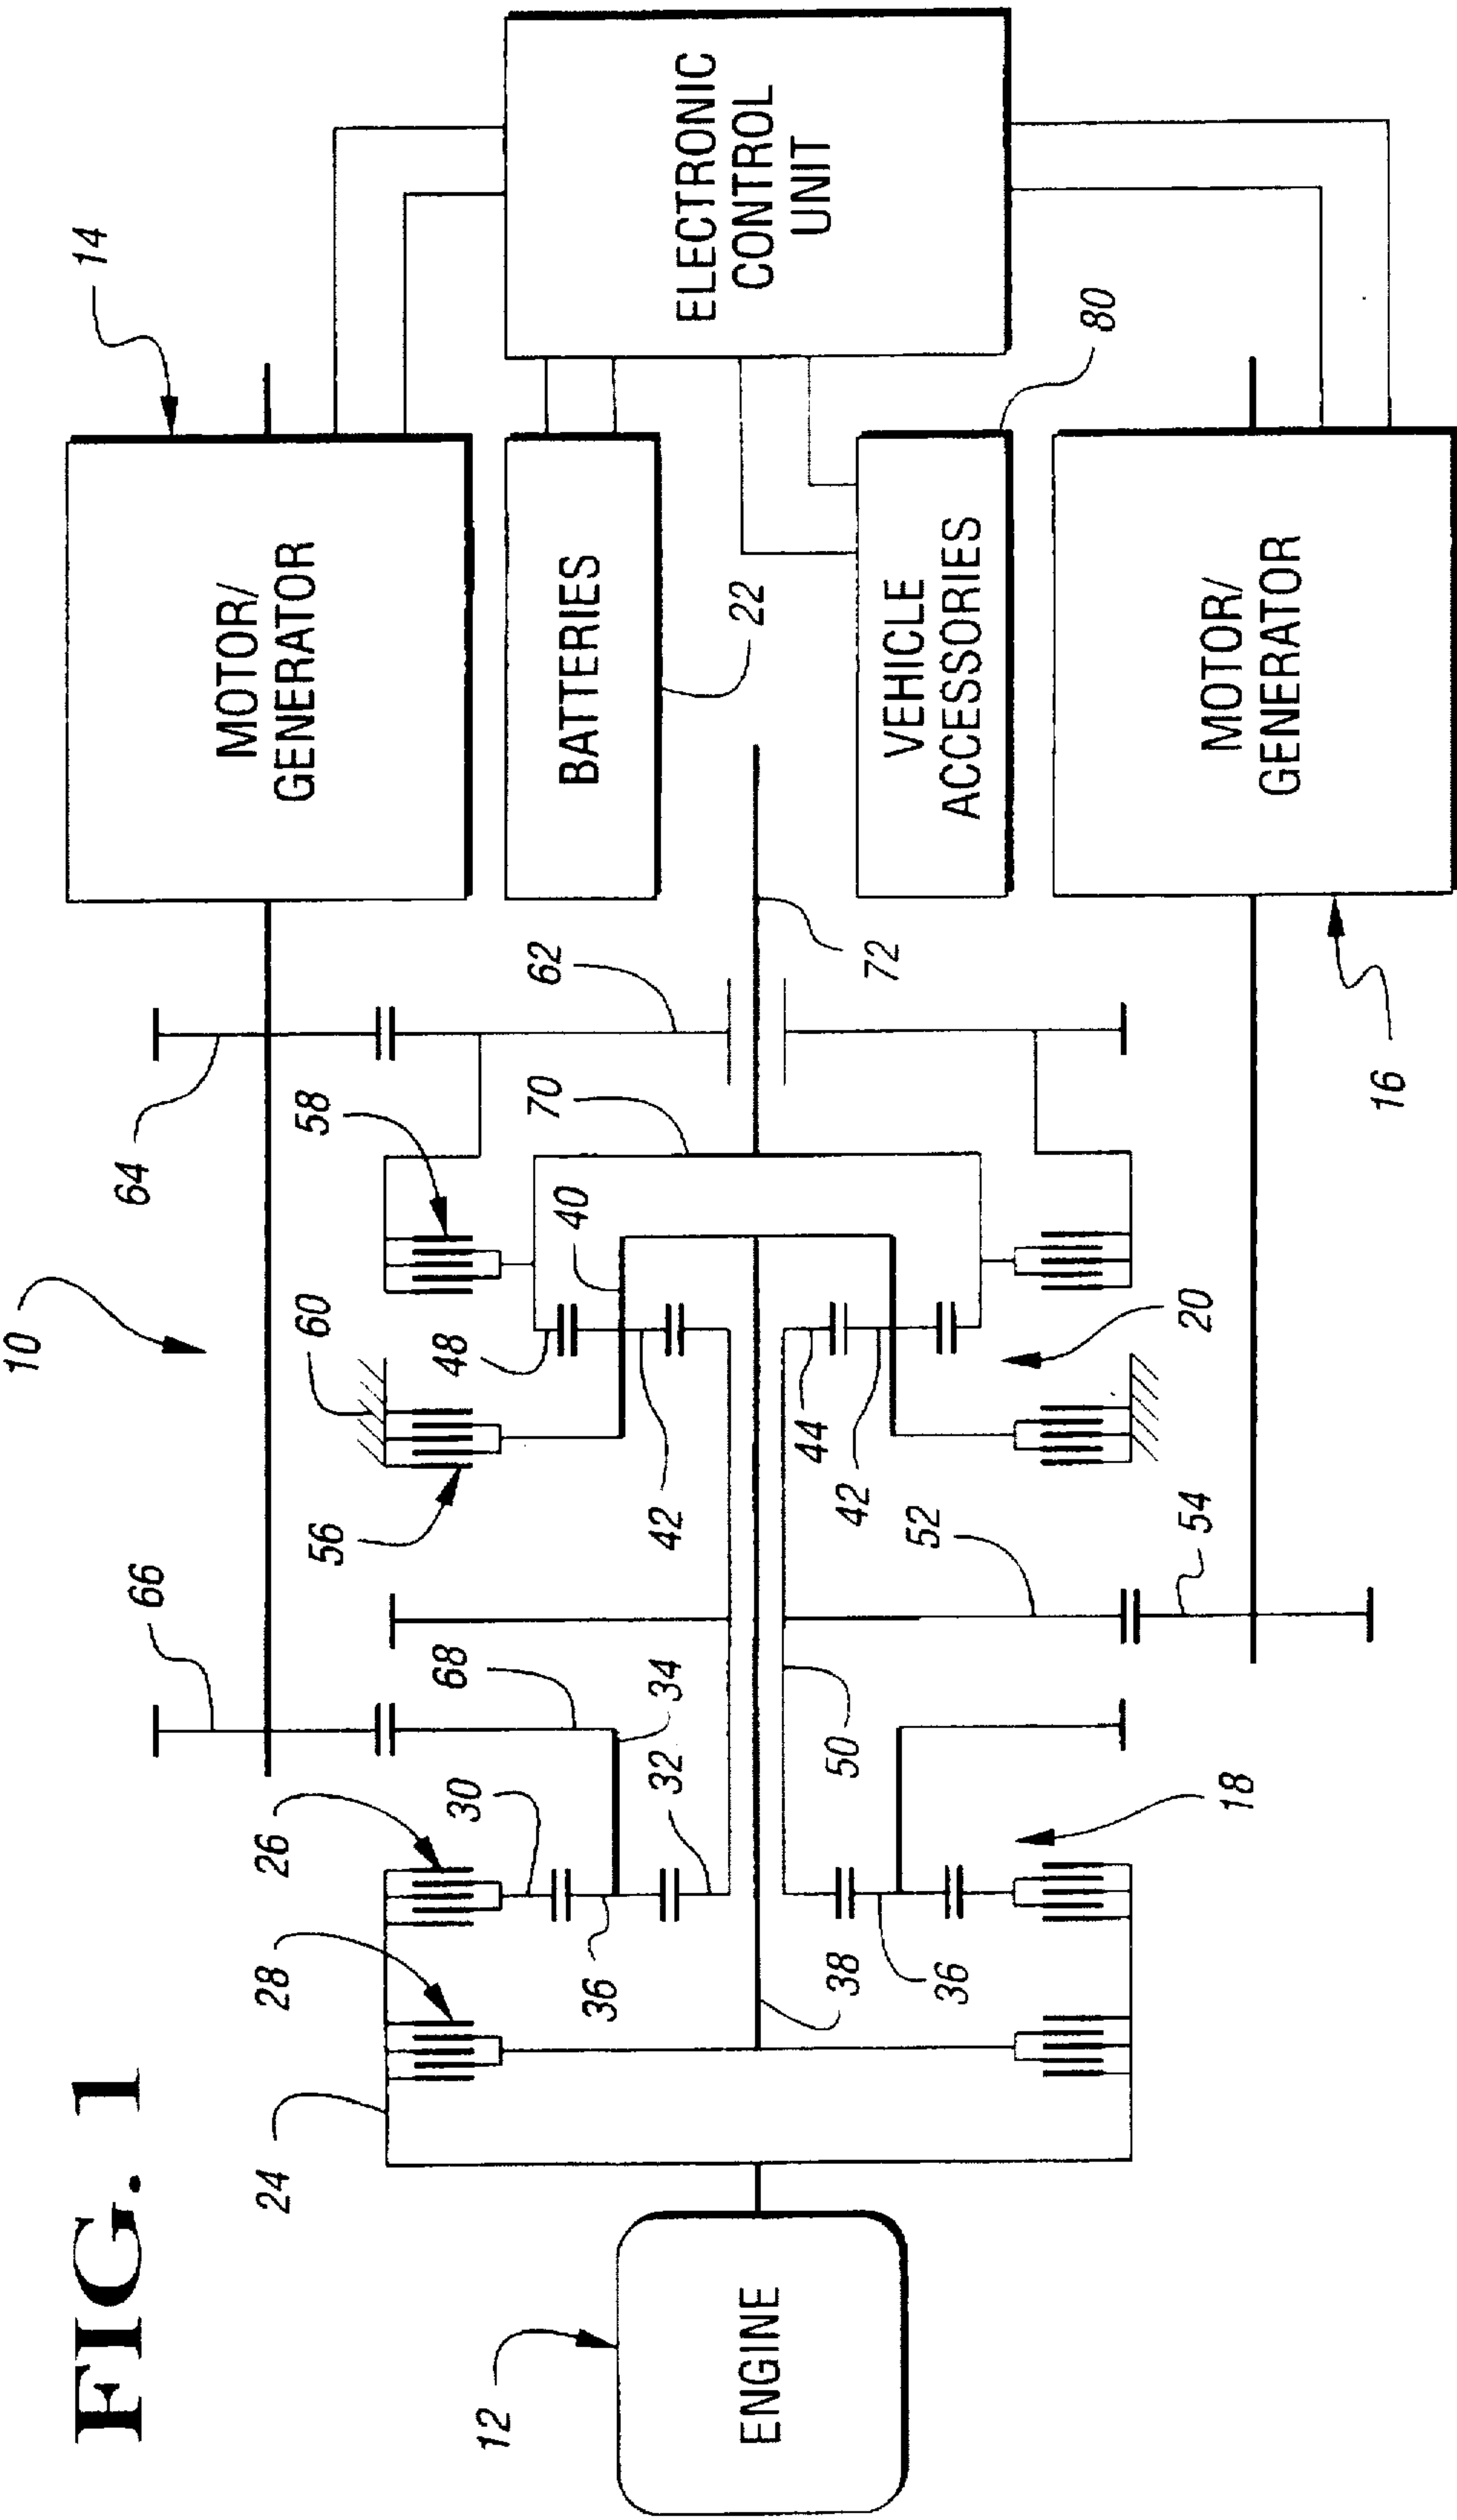 FIG. 1
10
14
64
66
MOTOR/
GENERATOR
26
28
24
58
60
56
12
48
30
68
62
70
40
42
34
32
36
BATTERIES
22
ENGINE
ELECTRONIC
CONTROL
UNIT
72
44
42
50
38
52
36
VEHICLE
ACCESSORIES
80
20
54
18
16
MOTOR/
GENERATOR